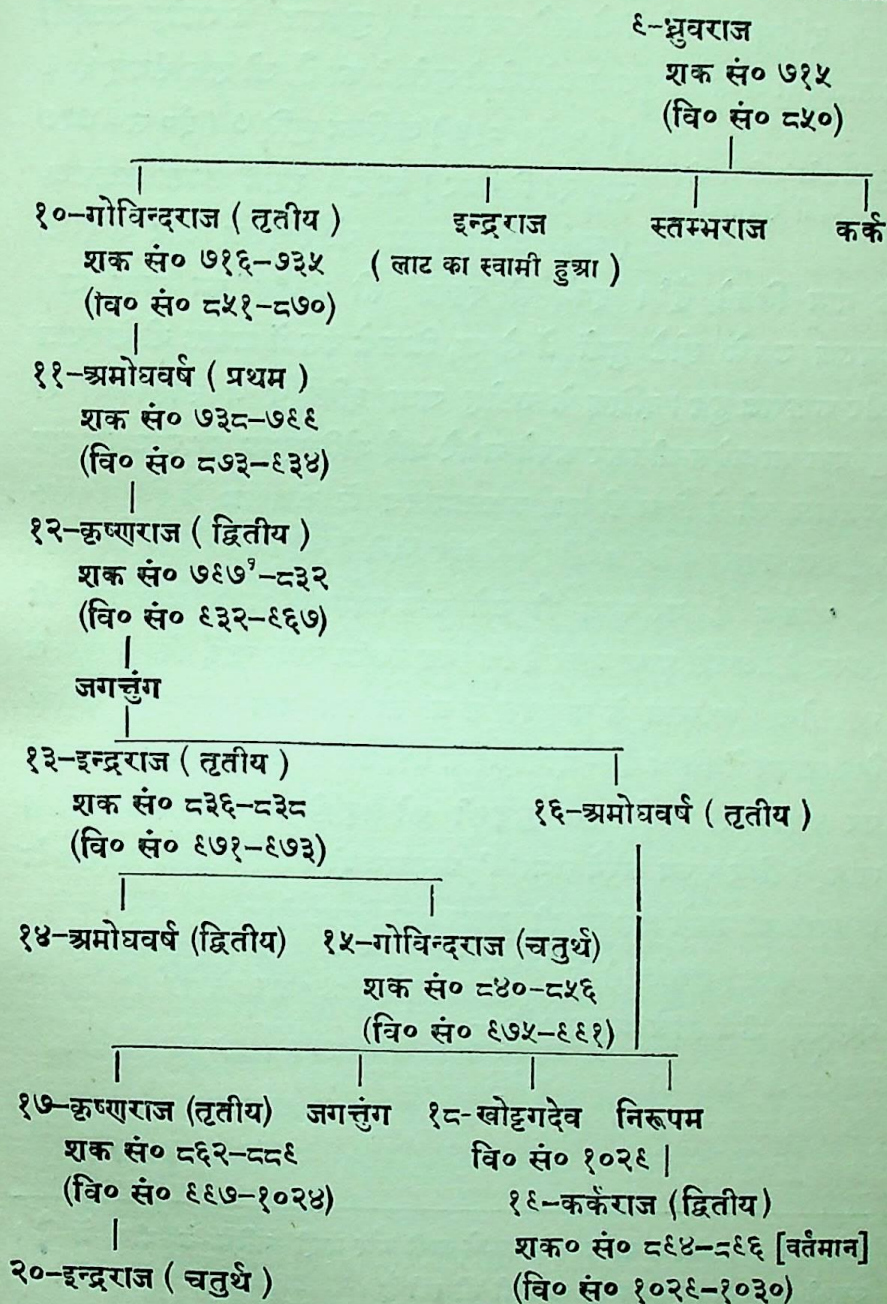 ९-ध्रुवराज
शक सं० ७१५
(वि० सं० ८५०)
१०-गोविन्दराज ( तृतीय ) इन्द्रराज स्तम्भराज कर्क
शक सं० ७१६-७३५ ( लाट का स्वामी हुआ )
(वि० सं० ८५१-८७०)
११-अमोघवर्ष ( प्रथम )
शक सं० ७३८-७९९
(वि० सं० ८७३-९३४)
१२-कृष्णराज ( द्वितीय )
शक सं० ७९७¹-८३२
(वि० सं० ९३२-९६७)
जगत्तुंग
१३-इन्द्रराज ( तृतीय )
शक सं० ८३६-८३८ १६-अमोघवर्ष ( तृतीय )
(वि० सं० ९७१-९७३)
१४-अमोघवर्ष (द्वितीय) १५-गोविन्दराज (चतुर्थ)
शक सं० ८४०-८५६
(वि० सं० ९७५-९९१)
१७-कृष्णराज (तृतीय) जगत्तुंग १८-खोट्टिगदेव निरूपम
शक सं० ८६२-८८९ वि० सं० १०२९
(वि० सं० ९९७-१०२४) १९-कर्कराज (द्वितीय)
शक० सं० ८९४-८९६ [वर्तमान]
२०-इन्द्रराज ( चतुर्थ ) (वि० सं० १०२९-१०३०)